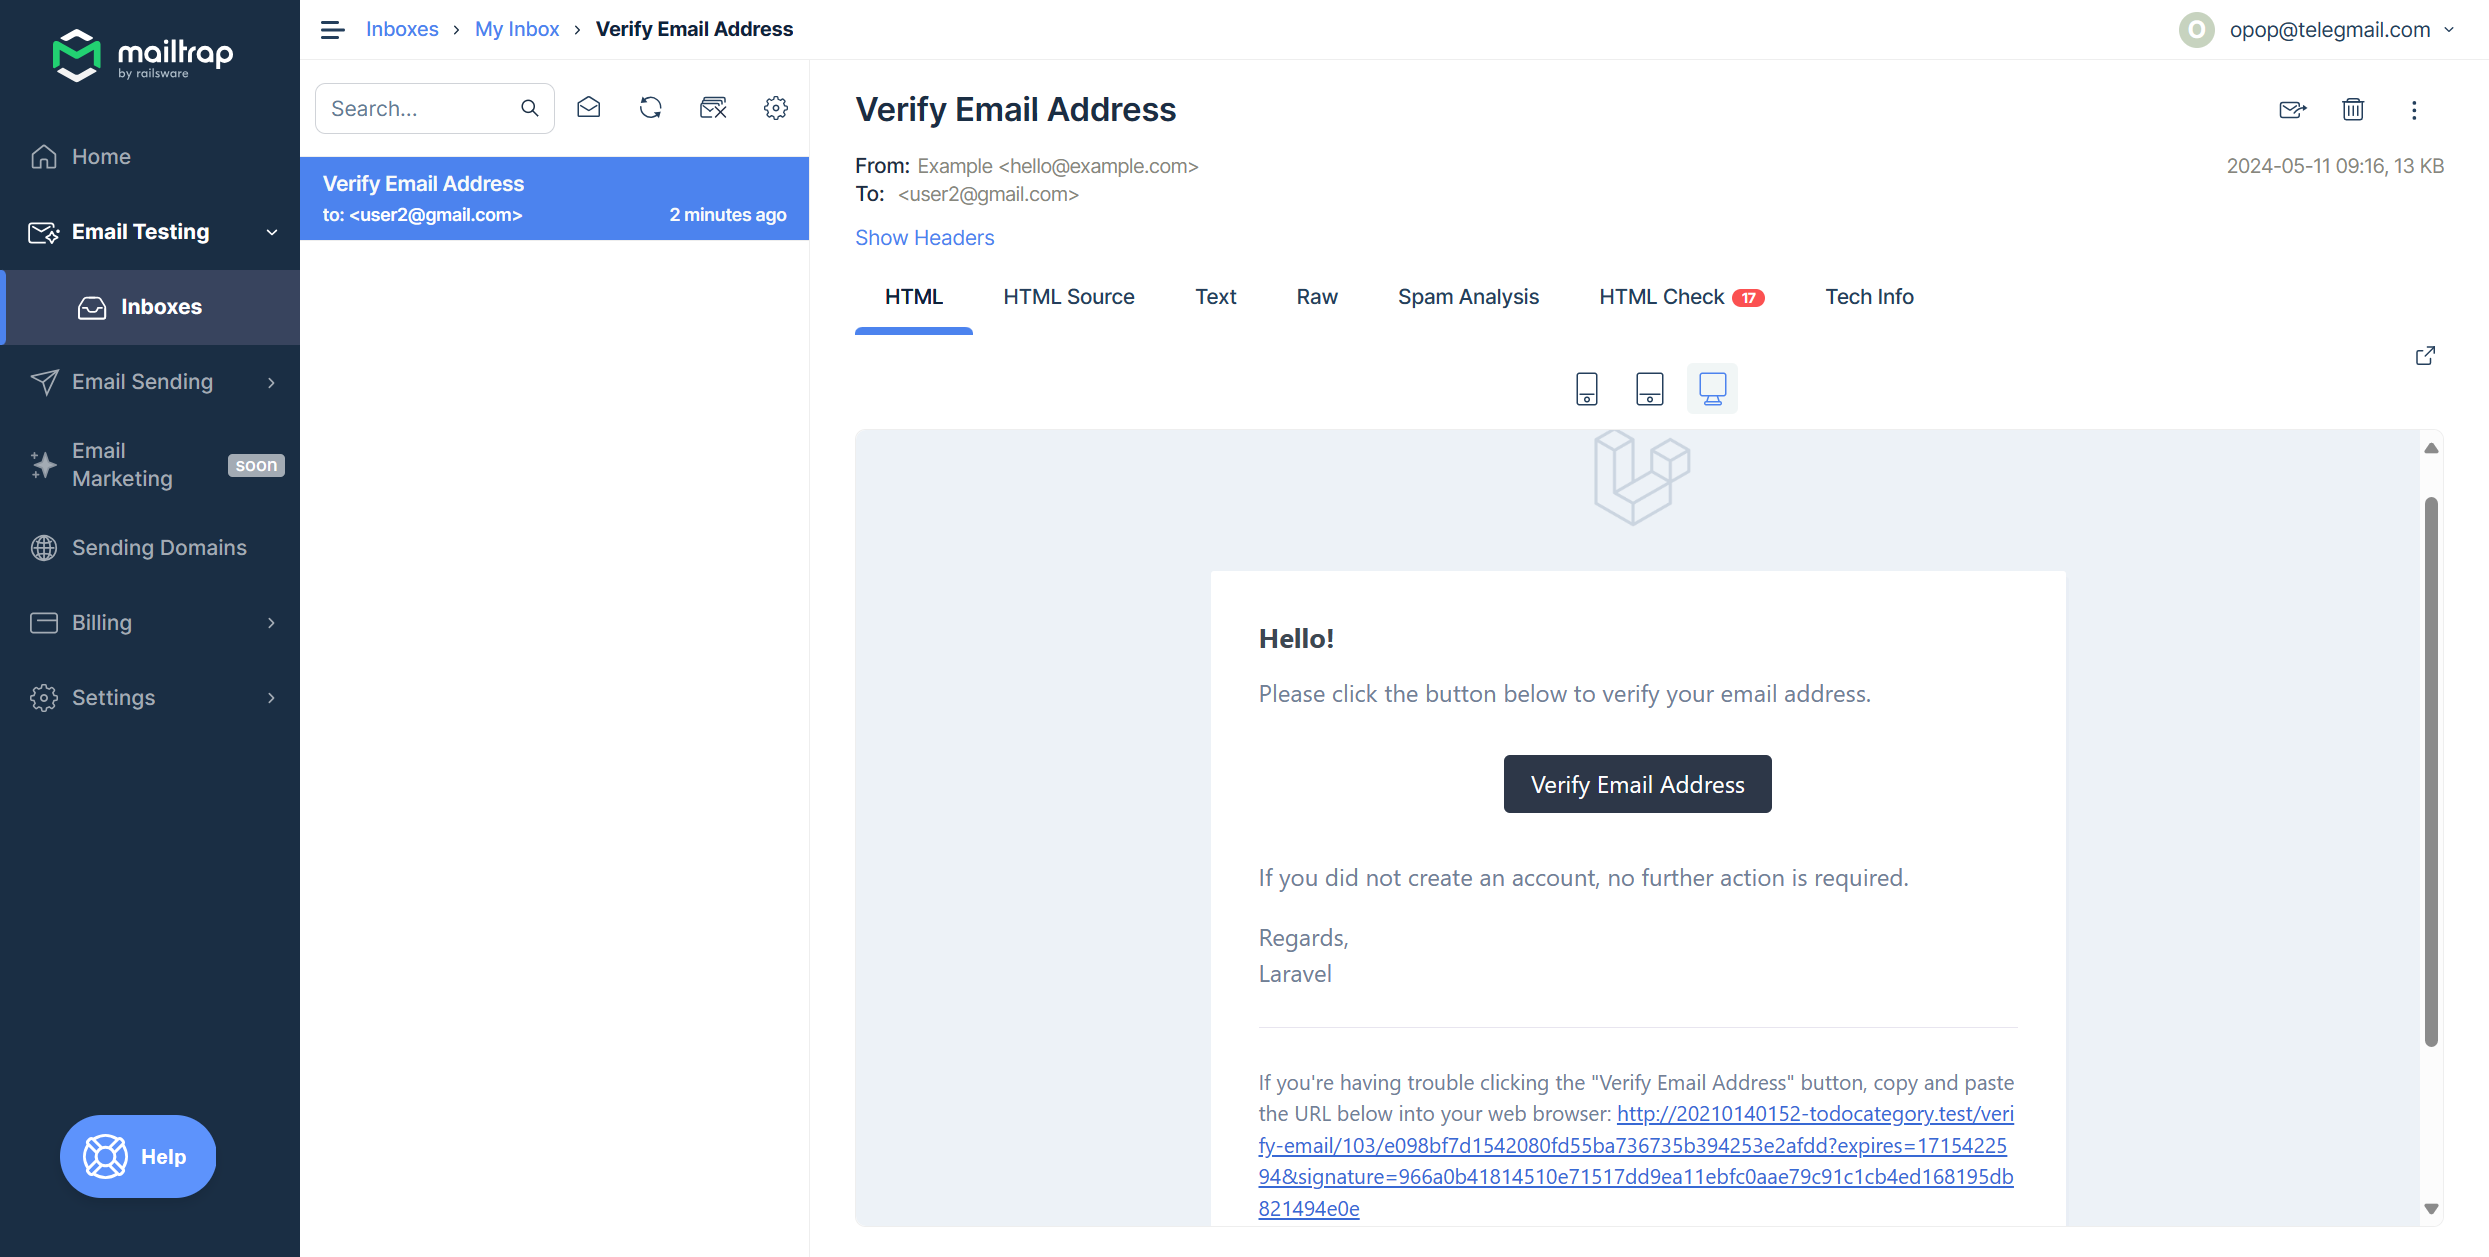 mailtrap
by railsware
Home
Email Testing
Inboxes
Email Sending
Email
Marketing
soon
Sending Domains
Billing
Settings
Help
Inboxes › My Inbox › Verify Email Address
O opop@telegmail.com
Search...
Verify Email Address
to: <user2@gmail.com> 2 minutes ago
Verify Email Address
From: Example <hello@example.com>
2024-05-11 09:16, 13 KB
To: <user2@gmail.com>
Show Headers
HTML HTML Source Text Raw Spam Analysis HTML Check 17 Tech Info
Hello!
Please click the button below to verify your email address.
Verify Email Address
If you did not create an account, no further action is required.
Regards,
Laravel
If you're having trouble clicking the "Verify Email Address" button, copy and paste
the URL below into your web browser: http://20210140152-todocategory.test/veri
fy-email/103/e098bf7d1542080fd55ba736735b394253e2afdd?expires=17154225
94&signature=966a0b41814510e71517dd9ea11ebfc0aae79c91c1cb4ed168195db
821494e0e